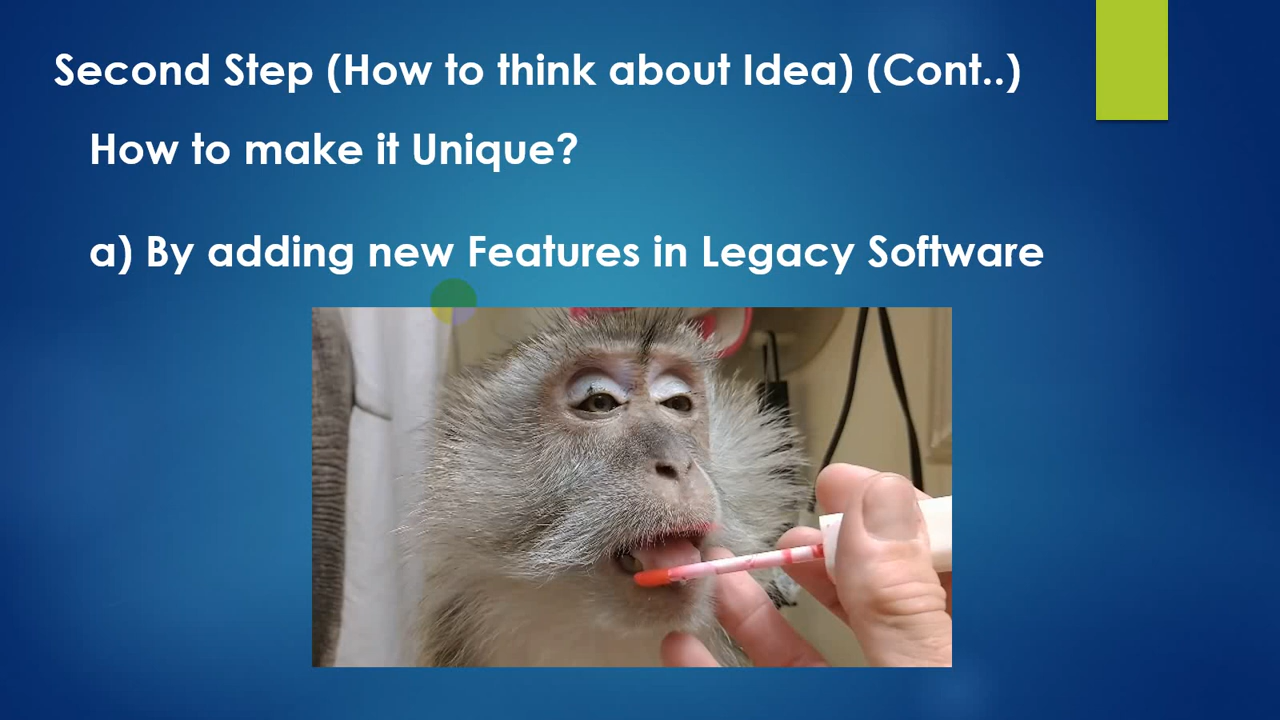 Second Step (How to think about Idea) (Cont..)
How to make it Unique?
a) By adding new Features in Legacy Software